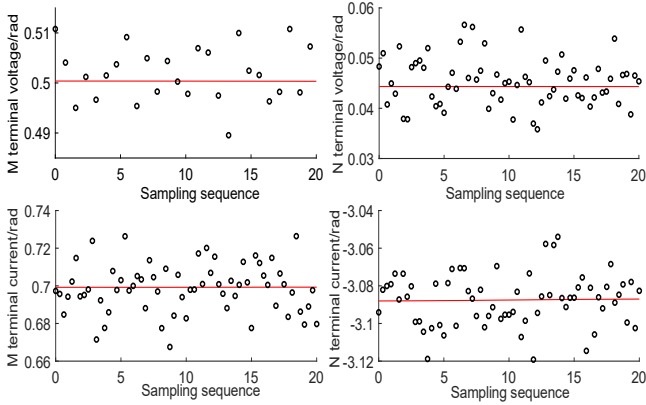 M terminal voltage/rad
0.51
0.5
0.49
0 5 10 15 20
Sampling sequence
N terminal voltage/rad
0.06
0.05
0.04
0.03
0 5 10 15 20
Sampling sequence
M terminal current/rad
0.74
0.72
0.7
0.68
0.66
0 5 10 15 20
Sampling sequence
N terminal current/rad
-3.04
-3.06
-3.08
-3.1
-3.12
0 5 10 15 20
Sampling sequence